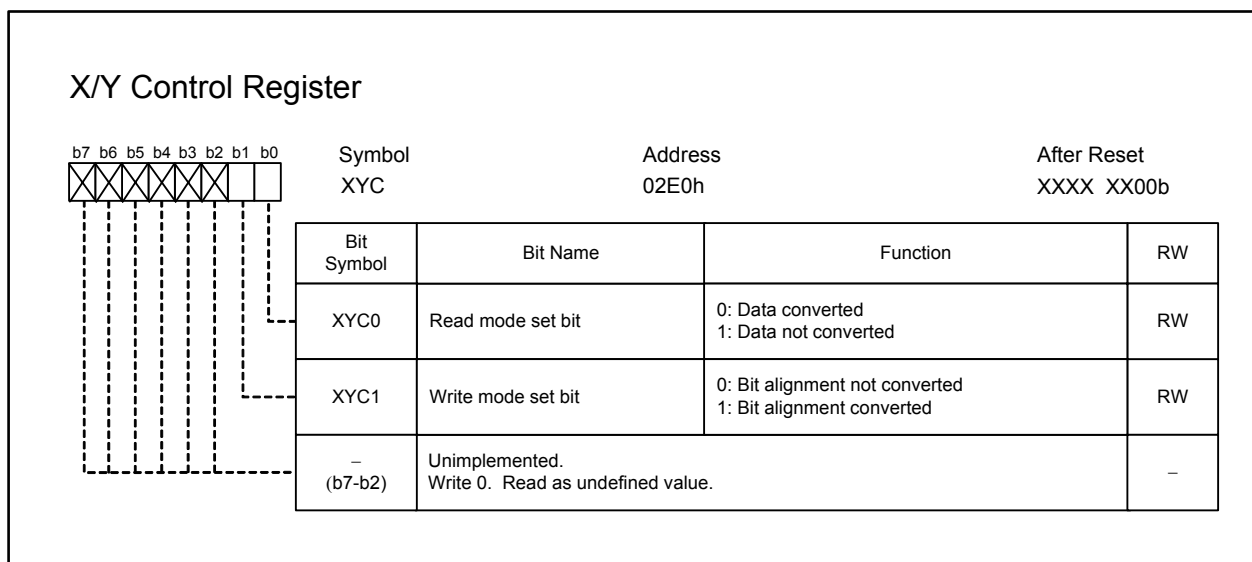 X/Y Control Register
b7 b6 b5 b4 b3 b2 b1 b0
Symbol Address After Reset
XYC 02E0h XXXX XX00b
Bit Symbol Bit Name Function RW
XYC0 Read mode set bit 0: Data converted
1: Data not converted RW
XYC1 Write mode set bit 0: Bit alignment not converted
1: Bit alignment converted RW
–
(b7-b2) Unimplemented.
Write 0. Read as undefined value. –